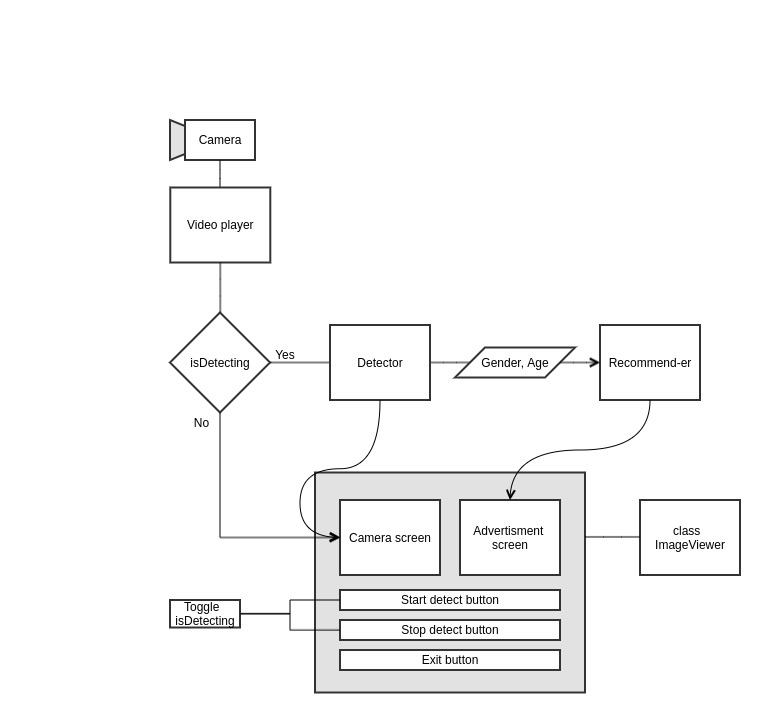 Camera
Video player
isDetecting
Yes
Detector
Gender, Age
Recommend-er
No
Camera screen
Advertisment
screen
class
ImageViewer
Start detect button
Toggle
isDetecting
Stop detect button
Exit button